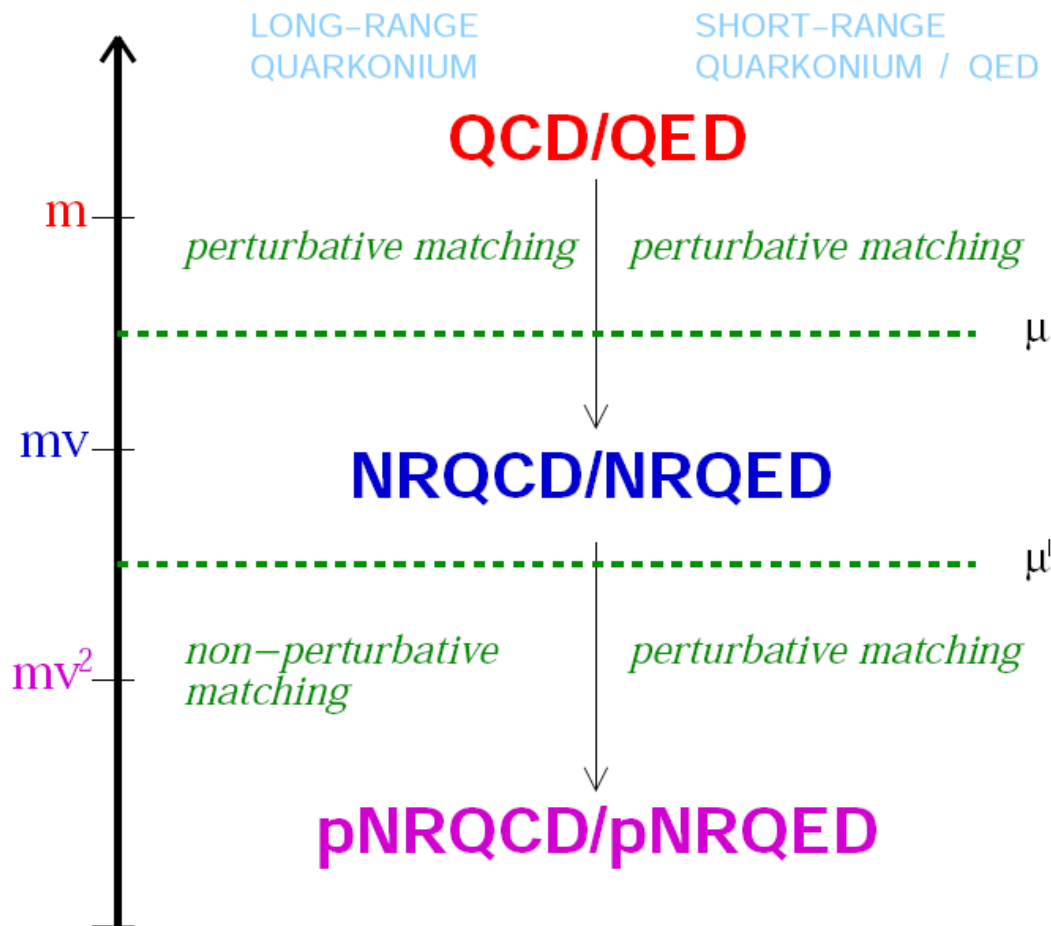 LONG-RANGE
QUARKONIUM
SHORT-RANGE
QUARKONIUM / QED
QCD/QED
m
perturbative matching
perturbative matching
μ
mv
NRQCD/NRQED
μ'
non-perturbative
matching
perturbative matching
mv²
pNRQCD/pNRQED